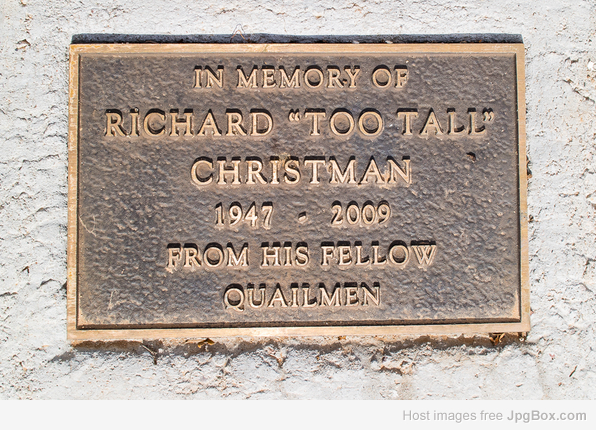 IN MEMORY OF
RICHARD "TOO TALL"
CHRISTMAN
1947 - 2009
FROM HIS FELLOW
QUAILMEN
Host images free JpgBox.com